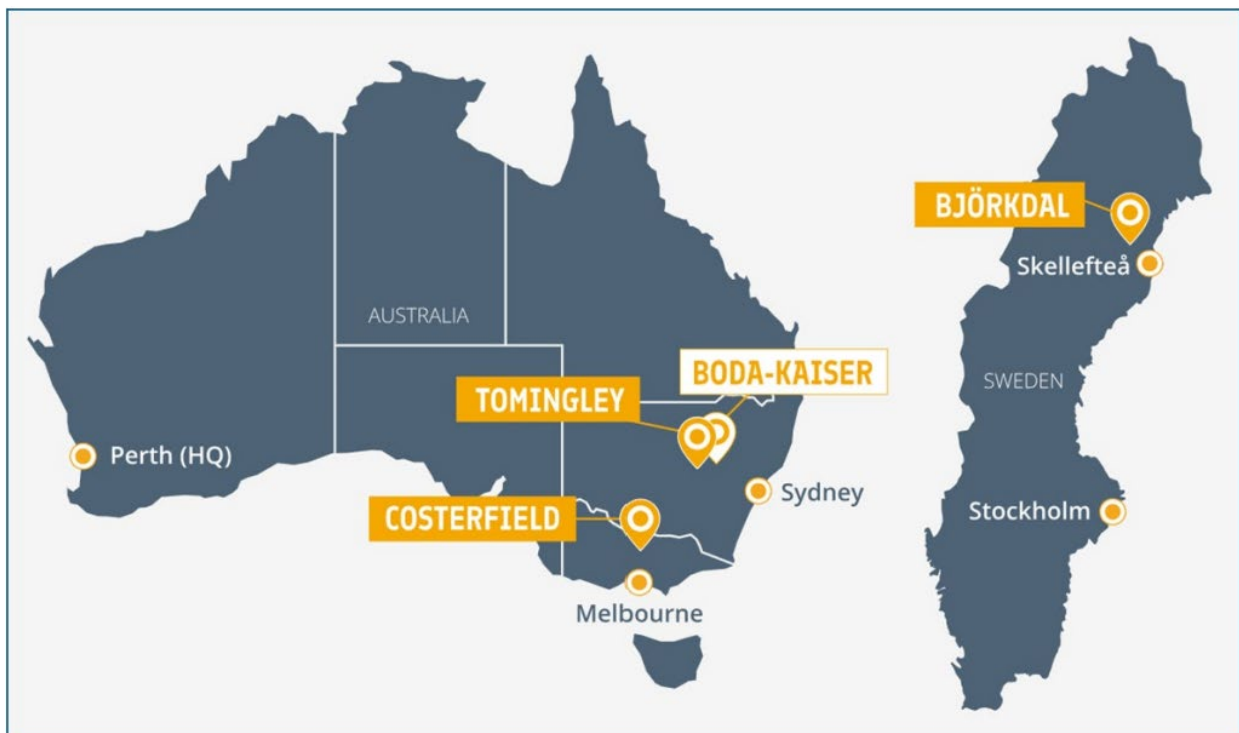 BJÖRKDAL
Skellefteå
AUSTRALIA
BODA-KAISER
TOMINGLEY
SWEDEN
Perth (HQ)
Sydney
COSTERFIELD
Stockholm
Melbourne